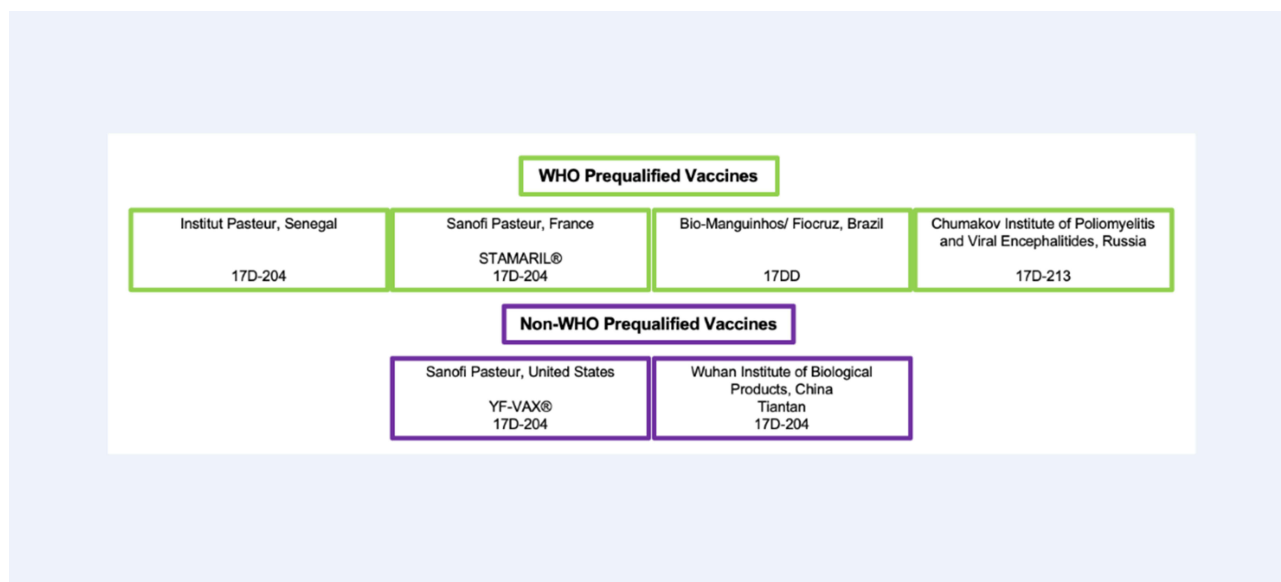 WHO Prequalified Vaccines
Institut Pasteur, Senegal
17D-204
Sanofi Pasteur, France
STAMARIL®
17D-204
Bio-Manguinhos/ Fiocruz, Brazil
17DD
Chumakov Institute of Poliomyelitis
and Viral Encephalitides, Russia
17D-213
Non-WHO Prequalified Vaccines
Sanofi Pasteur, United States
YF-VAX®
17D-204
Wuhan Institute of Biological
Products, China
Tiantan
17D-204